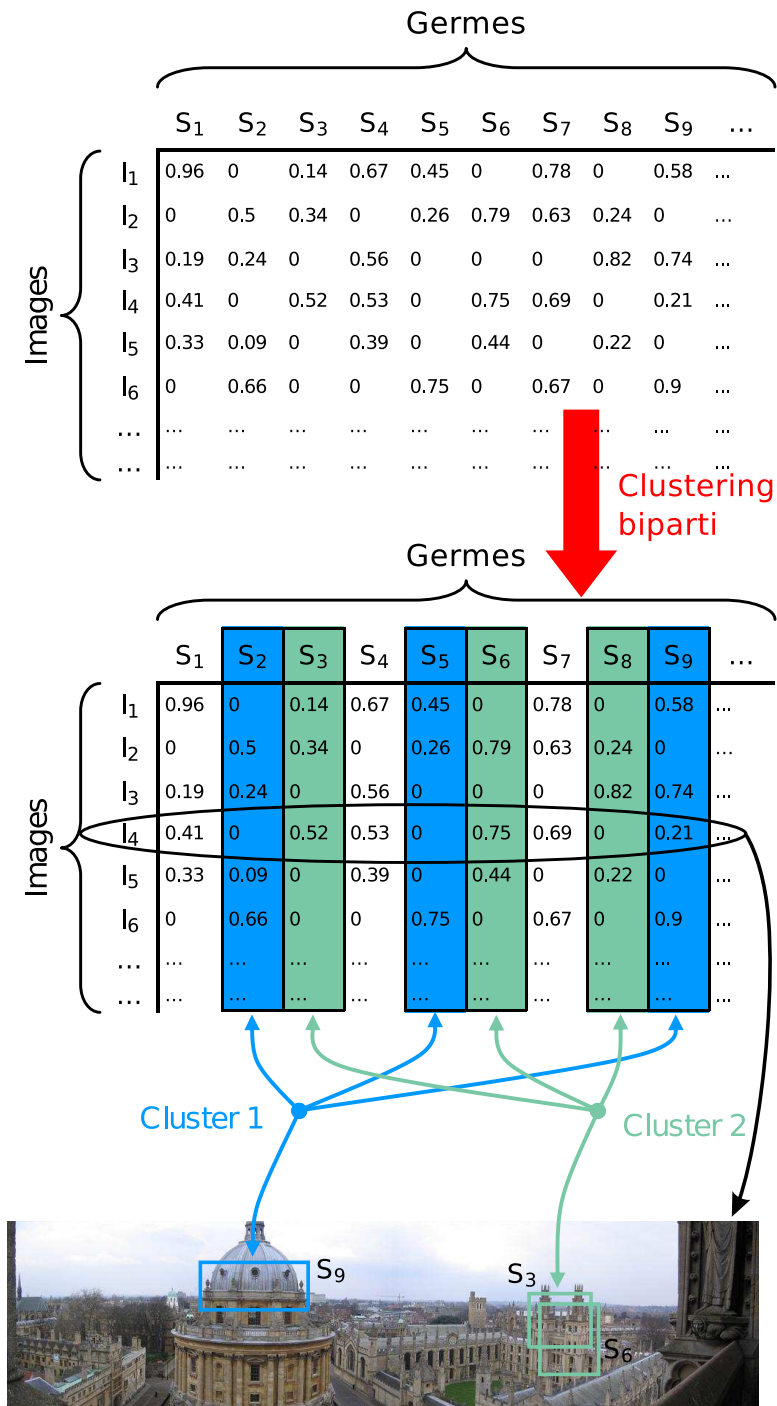 Germes
S1 S2 S3 S4 S5 S6 S7 S8 S9 ...
Images
I1 0.96 0 0.14 0.67 0.45 0 0.78 0 0.58 ...
I2 0 0.5 0.34 0 0.26 0.79 0.63 0.24 0 ...
I3 0.19 0.24 0 0.56 0 0 0 0.82 0.74 ...
I4 0.41 0 0.52 0.53 0 0.75 0.69 0 0.21 ...
I5 0.33 0.09 0 0.39 0 0.44 0 0.22 0 ...
I6 0 0.66 0 0 0.75 0 0.67 0 0.9 ...
... ... ... ... ... ... ... ... ... ... ...
... ... ... ... ... ... ... ... ... ... ...
Clustering
biparti
Germes
S1 S2 S3 S4 S5 S6 S7 S8 S9 ...
Images
I1 0.96 0 0.14 0.67 0.45 0 0.78 0 0.58 ...
I2 0 0.5 0.34 0 0.26 0.79 0.63 0.24 0 ...
I3 0.19 0.24 0 0.56 0 0 0 0.82 0.74 ...
I4 0.41 0 0.52 0.53 0 0.75 0.69 0 0.21 ...
I5 0.33 0.09 0 0.39 0 0.44 0 0.22 0 ...
I6 0 0.66 0 0 0.75 0 0.67 0 0.9 ...
... ... ... ... ... ... ... ... ... ... ...
... ... ... ... ... ... ... ... ... ... ...
Cluster 1
Cluster 2
S9
S3
S6